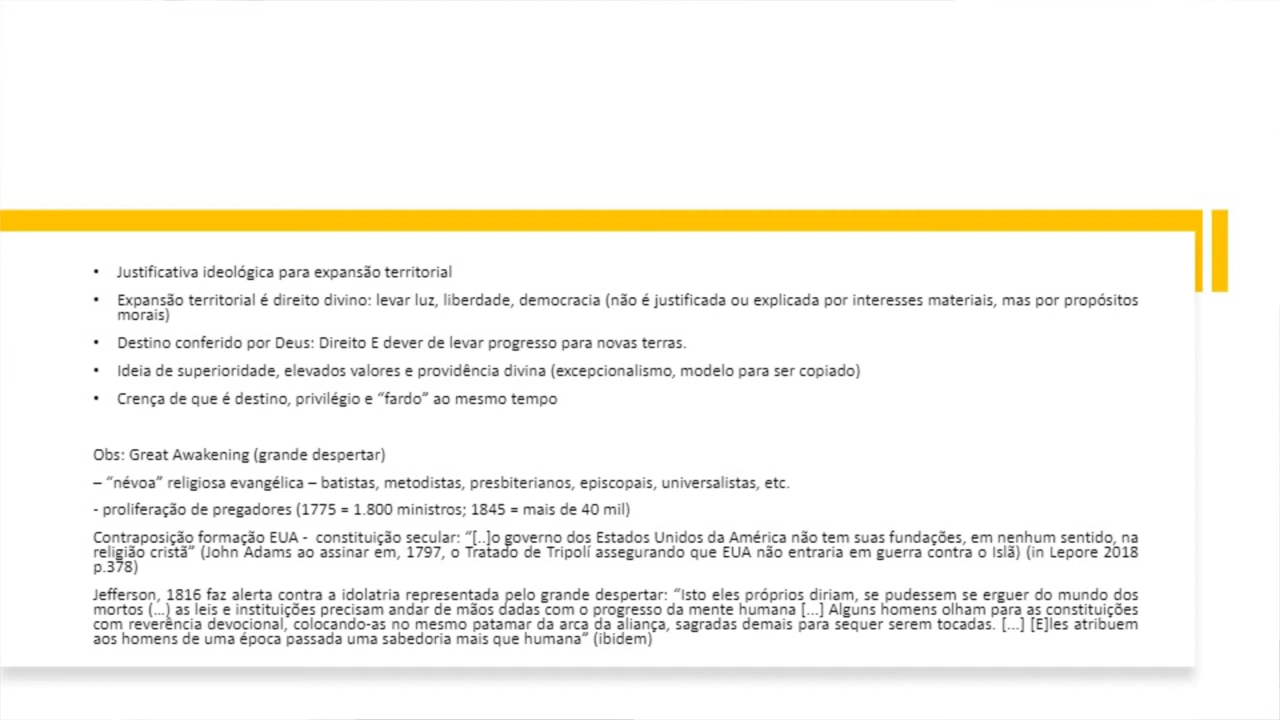 • Justificativa ideológica para expansão territorial
• Expansão territorial é direito divino: levar luz, liberdade, democracia (não é justificada ou explicada por interesses materiais, mas por propósitos
morais)
• Destino conferido por Deus: Direito E dever de levar progresso para novas terras.
• Ideia de superioridade, elevados valores e providência divina (excepcionalismo, modelo para ser copiado)
• Crença de que é destino, privilégio e “fardo” ao mesmo tempo
Obs: Great Awakening (grande despertar)
– “névoa” religiosa evangélica – batistas, metodistas, presbiterianos, episcopais, universalistas, etc.
- proliferação de pregadores (1775 = 1.800 ministros; 1845 = mais de 40 mil)
Contraposição formação EUA - constituição secular: “[..]o governo dos Estados Unidos da América não tem suas fundações, em nenhum sentido, na
religião cristã” (John Adams ao assinar em, 1797, o Tratado de Tripolí assegurando que EUA não entraria em guerra contra o Islã) (in Lepore 2018
p.378)
Jefferson, 1816 faz alerta contra a idolatria representada pelo grande despertar: “Isto eles próprios diriam, se pudessem se erguer do mundo dos
mortos (...) as leis e instituições precisam andar de mãos dadas com o progresso da mente humana [...] Alguns homens olham para as constituições
com reverência devocional, colocando-as no mesmo patamar da arca da aliança, sagradas demais para sequer serem tocadas. [...] [E]les atribuem
aos homens de uma época passada uma sabedoria mais que humana” (ibidem)